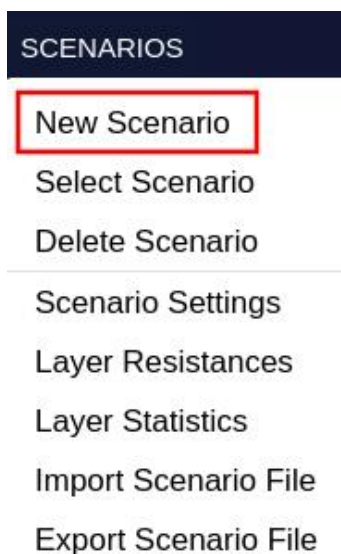 SCENARIOS
New Scenario
Select Scenario
Delete Scenario
Scenario Settings
Layer Resistances
Layer Statistics
Import Scenario File
Export Scenario File